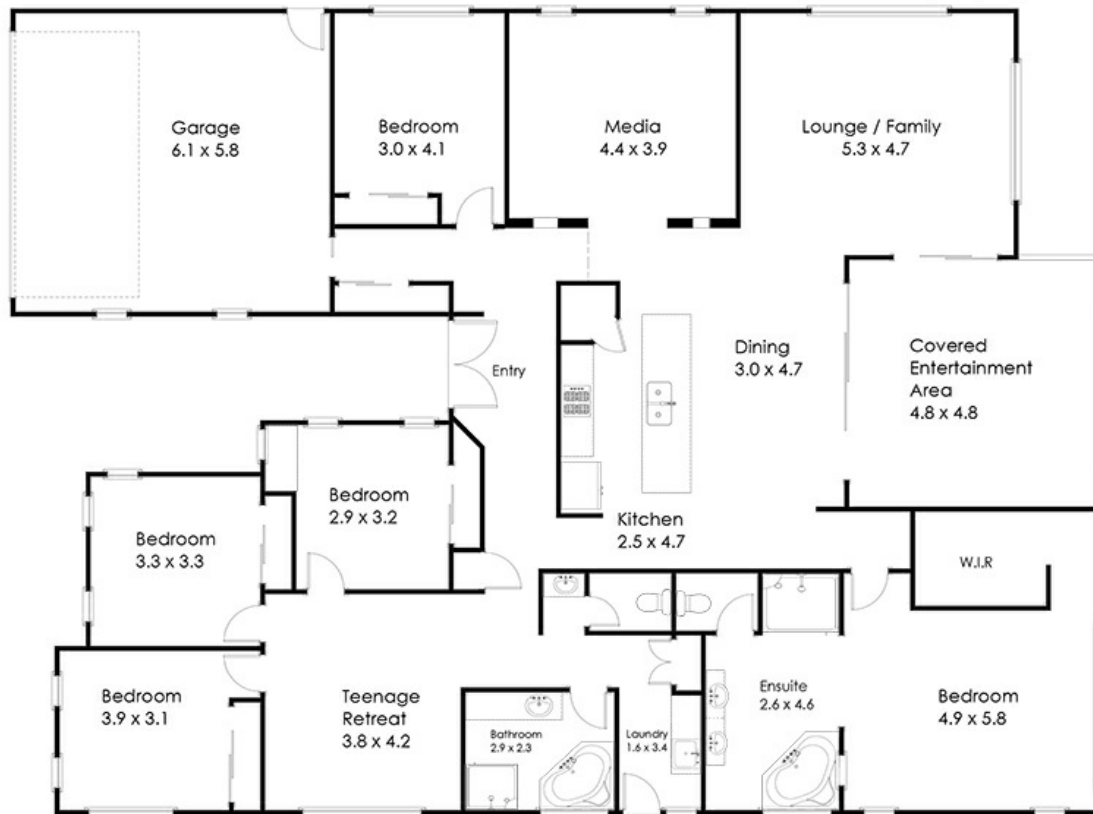 Garage
6.1 x 5.8
Bedroom
3.0 x 4.1
Media
4.4 x 3.9
Lounge / Family
5.3 x 4.7
Entry
Dining
3.0 x 4.7
Covered
Entertainment
Area
4.8 x 4.8
Bedroom
2.9 x 3.2
Kitchen
2.5 x 4.7
Bedroom
3.3 x 3.3
W.I.R
Bedroom
3.9 x 3.1
Teenage
Retreat
3.8 x 4.2
Bathroom
2.9 x 2.3
Laundry
1.6 x 3.4
Ensuite
2.6 x 4.6
Bedroom
4.9 x 5.8